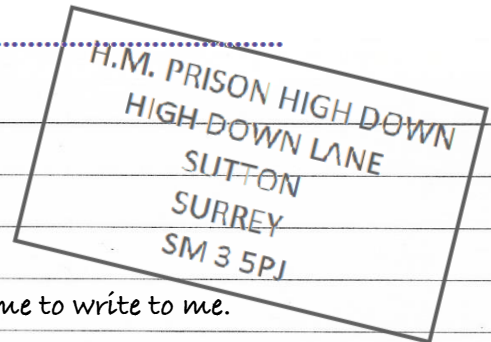 H.M. PRISON HIGH DOWN
HIGH DOWN LANE
SUTTON
SURREY
SM 3 5PJ
me to write to me.